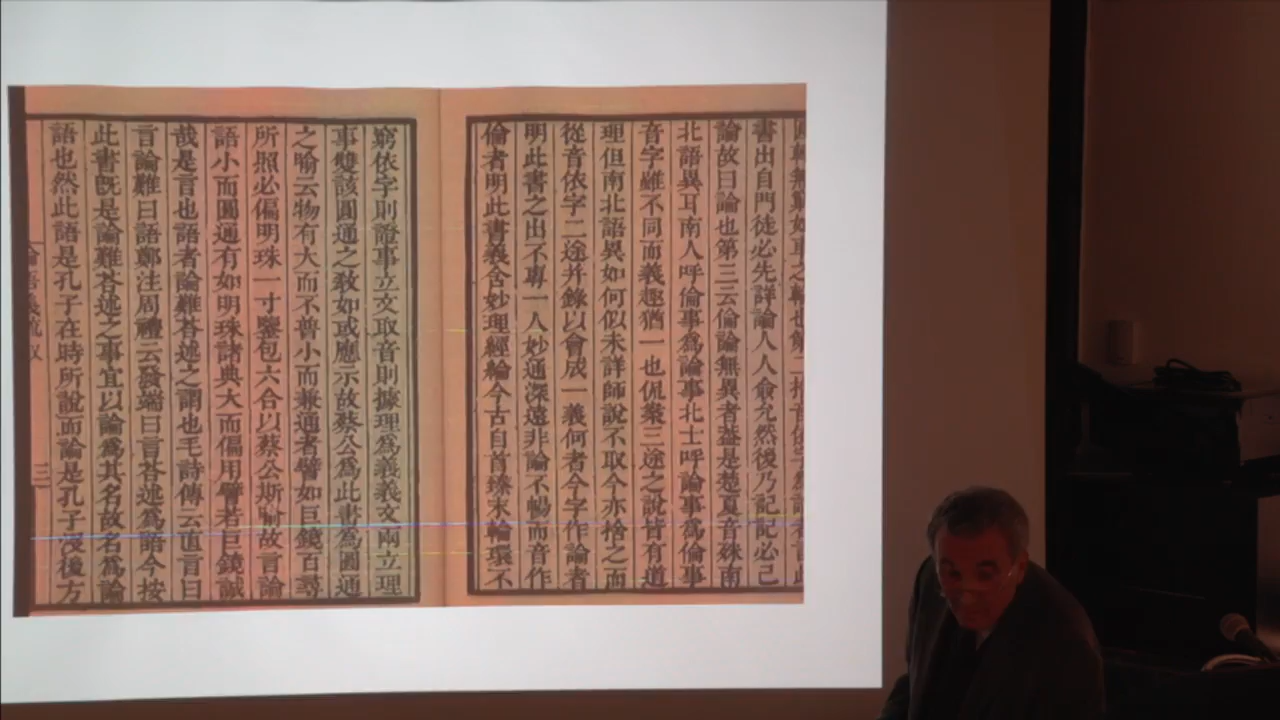 無窮如車之輪也
書出自門徒必先詳論人人僉允然後乃記記必已
論故曰論也第三云倫論無異者蓋是楚夏音殊南
北語異耳南人呼倫事爲論事北士呼論事爲倫事
音字雖不同而義趣猶一也侃案三途之說皆有道
理但南北語異如何似未詳師說不取今亦捨之而
從音依字二途并錄以會成一義何者今字作論者
明此書之出不專一人妙通深遠非論不暢而音作
倫者明此書義含妙理經綸今古自首臻末輪環不
窮依字則證事立文取音則據理爲義義文兩立理
事雙該圓通之敎如或應示故蔡公爲此書爲圓通
之喻云物有大而不普小而兼通者譬如巨鏡百尋
所照必偏明珠一寸鑒包六合以蔡公斯喻故言論
語小而圓通有如明珠諸典大而偏用譬若巨鏡誠
哉是言也語者論難荅述之謂也毛詩傳云直言曰
言論難曰語鄭注周禮云發端曰言荅述爲語今按
此書旣是論難荅述之事宜以論爲其名故名爲論
語也然此語是孔子在時所說而論是孔子沒後方
論語義疏叙 三